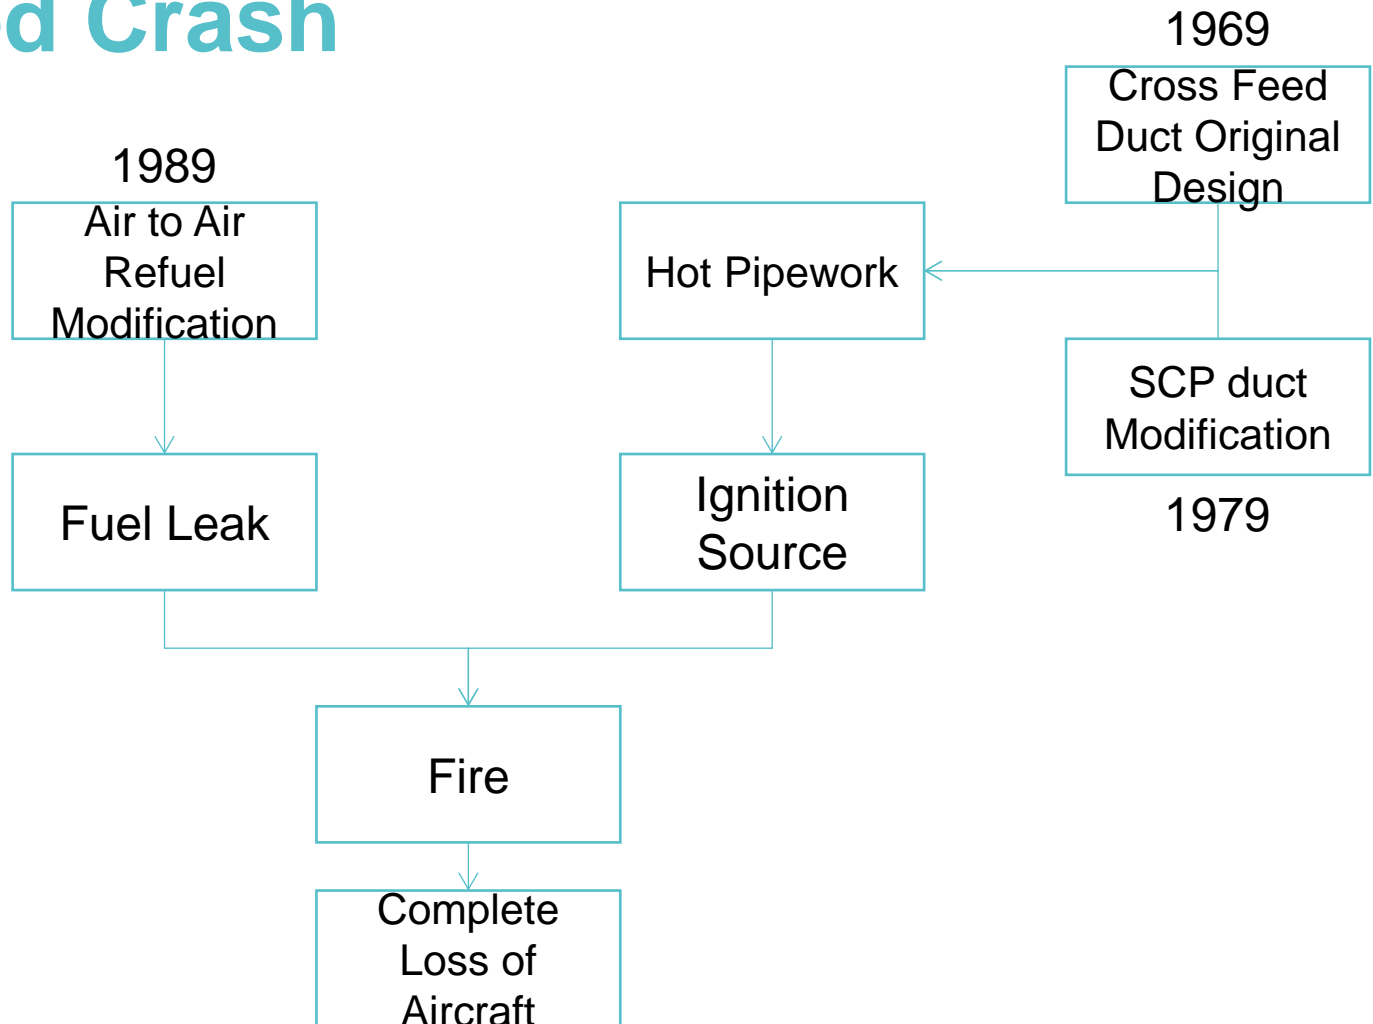 d Crash
1969
Cross Feed
Duct Original
Design
1989
Air to Air
Refuel
Modification
Hot Pipework
SCP duct
Modification
1979
Fuel Leak
Ignition
Source
Fire
Complete
Loss of
Aircraft